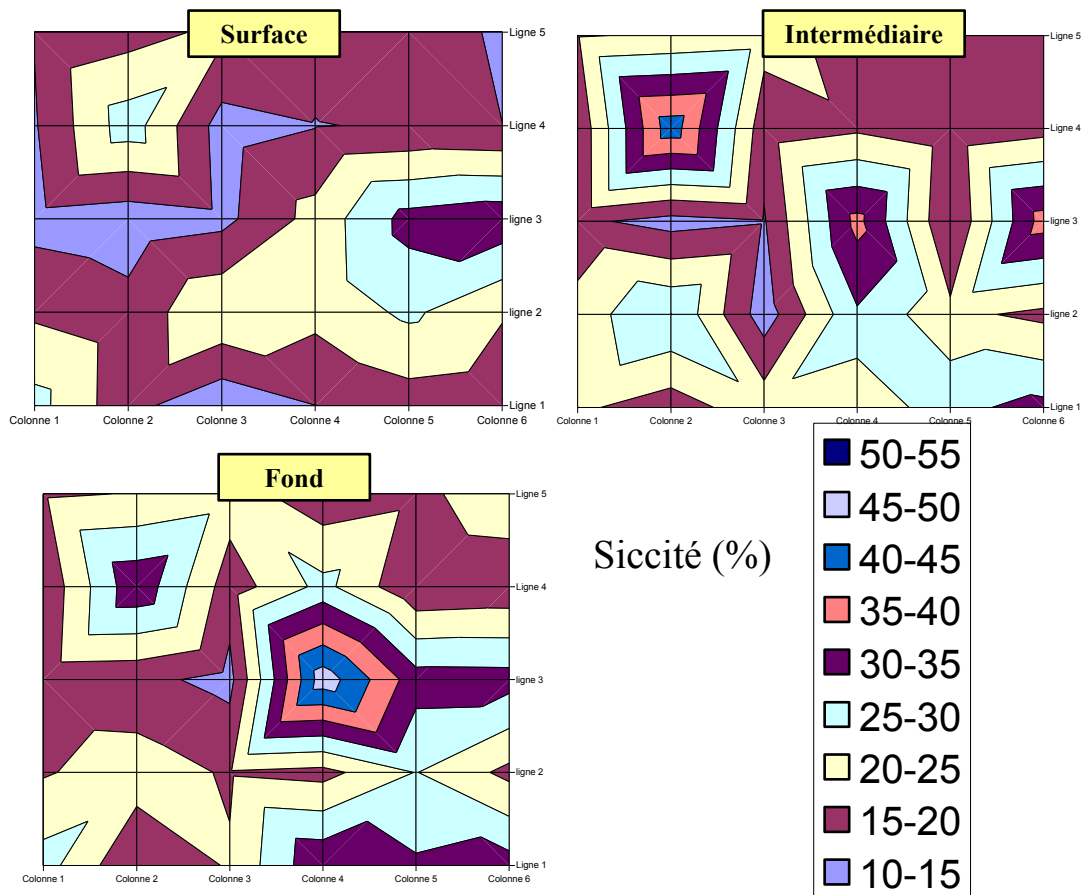 Surface
Ligne 5
Ligne 4
ligne 3
ligne 2
Ligne 1
Colonne 1 Colonne 2 Colonne 3 Colonne 4 Colonne 5 Colonne 6
Intermédiaire
Ligne 5
Ligne 4
ligne 3
ligne 2
Ligne 1
Colonne 1 Colonne 2 Colonne 3 Colonne 4 Colonne 5 Colonne 6
Fond
Ligne 5
Ligne 4
ligne 3
ligne 2
Ligne 1
Colonne 1 Colonne 2 Colonne 3 Colonne 4 Colonne 5 Colonne 6
Siccité (%)
50-55
45-50
40-45
35-40
30-35
25-30
20-25
15-20
10-15